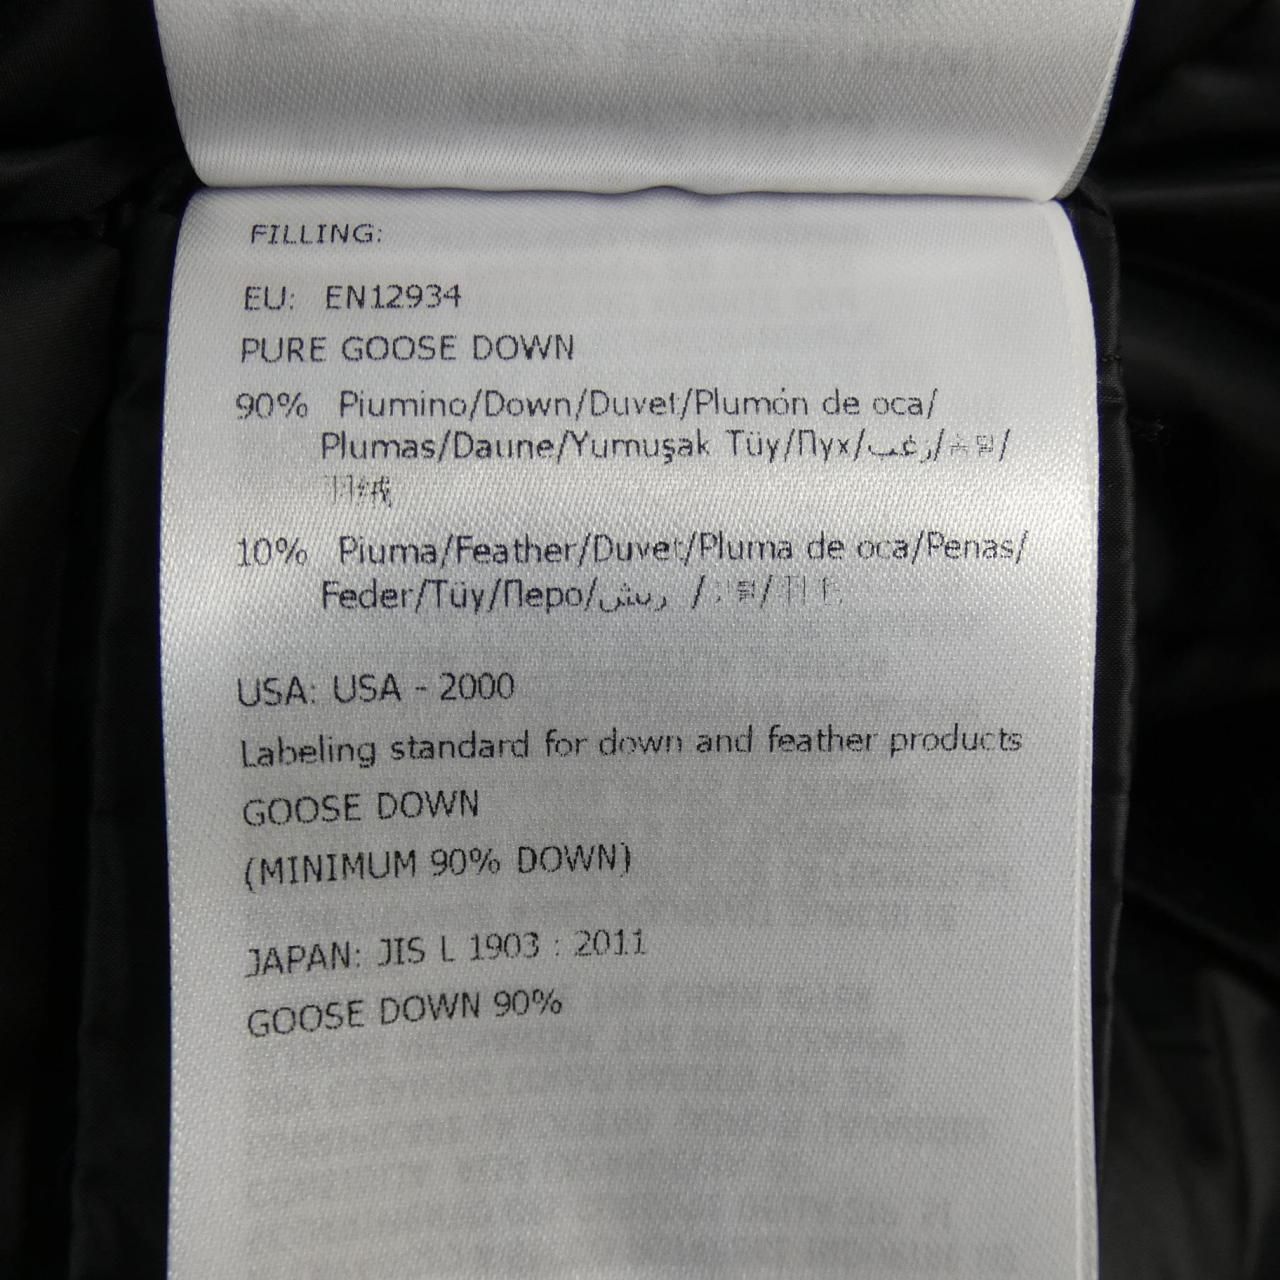 FILLING:
EU: EN12934
PURE GOOSE DOWN
90% Piumino/Down/Duvet/Plumón de oca/
Plumas/Daune/Yumuşak Tüy/Пух/زغب/
羽绒
10% Piuma/Feather/Duvet/Pluma de oca/Penas/
Feder/Tüy/Перо/ريش /
USA: USA - 2000
Labeling standard for down and feather products
GOOSE DOWN
(MINIMUM 90% DOWN)
JAPAN: JIS L 1903 : 2011
GOOSE DOWN 90%